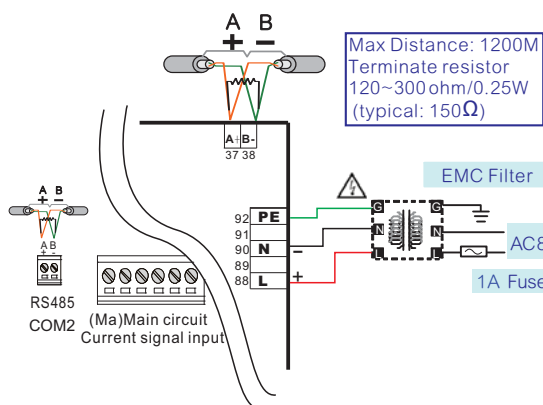 A B
+ −
Max Distance: 1200M
Terminate resistor
120~300 ohm/0.25W
(typical: 150Ω)
A+ B-
37 38
EMC Filter
92 PE
91
90 N −
89
88 L +
G G
N N
L L
AC8
1A Fuse
A B
+ −
A B
+ -
RS485
COM2
(Ma)Main circuit
Current signal input